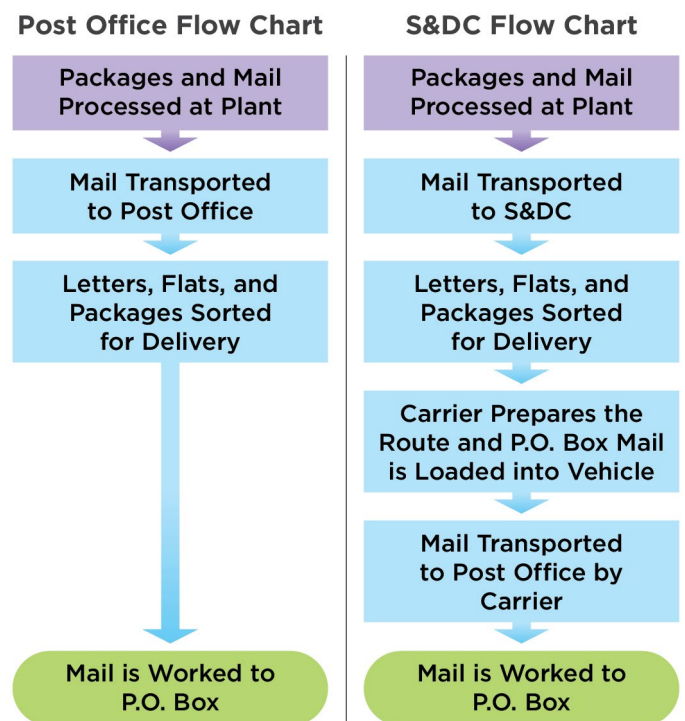 Post Office Flow Chart
Packages and Mail
Processed at Plant
Mail Transported
to Post Office
Letters, Flats, and
Packages Sorted
for Delivery
Mail is Worked to
P.O. Box
S&DC Flow Chart
Packages and Mail
Processed at Plant
Mail Transported
to S&DC
Letters, Flats, and
Packages Sorted
for Delivery
Carrier Prepares the
Route and P.O. Box Mail
is Loaded into Vehicle
Mail Transported
to Post Office by
Carrier
Mail is Worked to
P.O. Box